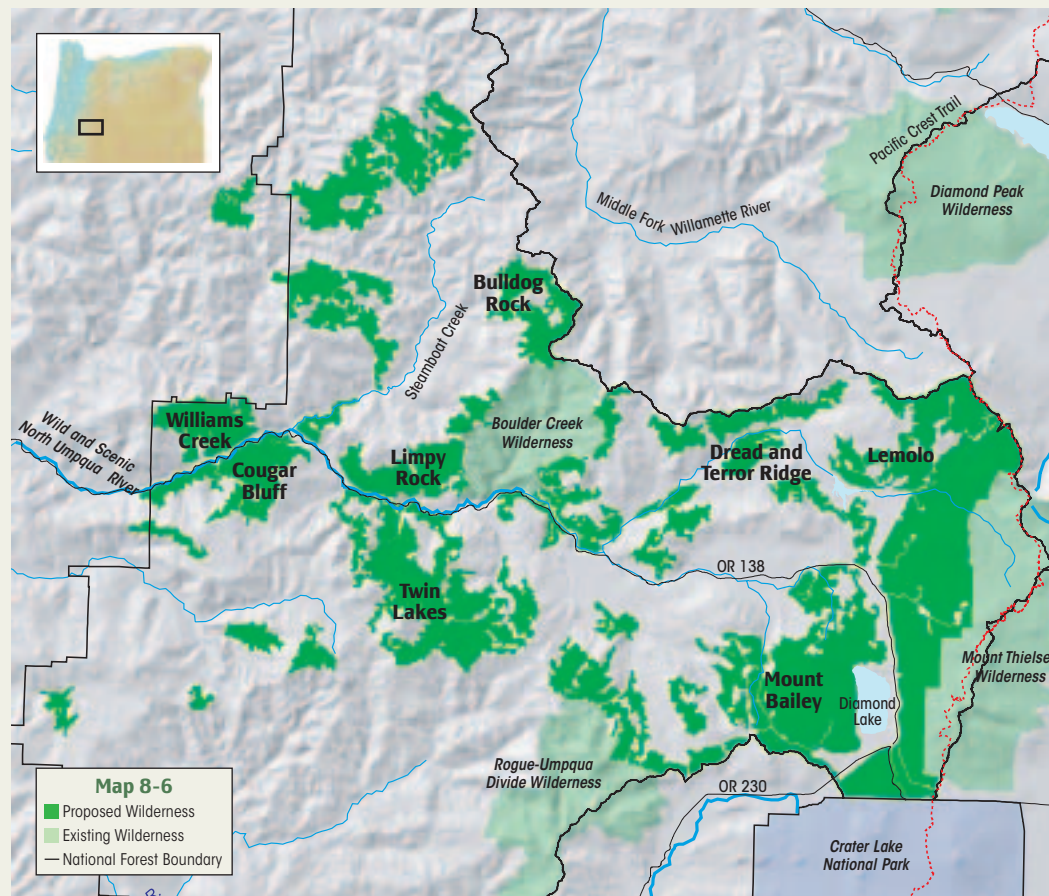 Pacific Crest Trail
Diamond Peak
Wilderness
Middle Fork Willamette River
Bulldog
Rock
Steamboat Creek
Boulder Creek
Wilderness
Williams
Creek
Wild and Scenic
North Umpqua River
Cougar
Bluff
Limpy
Rock
Dread and
Terror Ridge
Lemolo
OR 138
Twin
Lakes
Mount Thielsen
Wilderness
Mount
Bailey
Diamond
Lake
Rogue-Umpqua
Divide Wilderness
OR 230
Crater Lake
National Park
Map 8-6
Proposed Wilderness
Existing Wilderness
National Forest Boundary